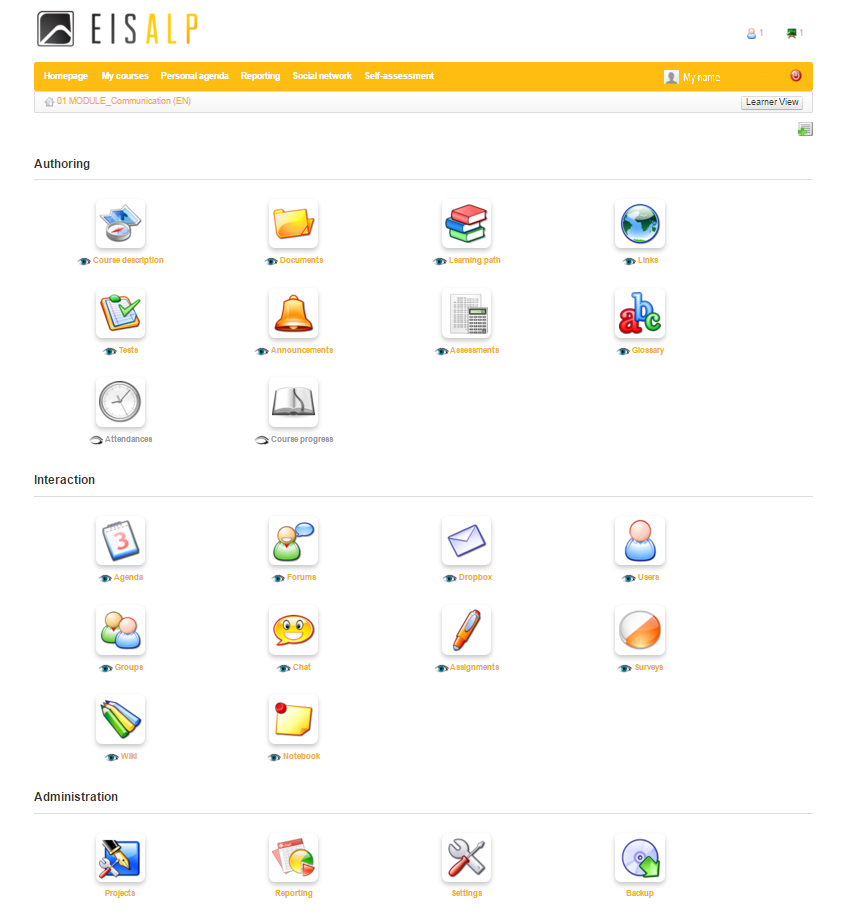 EISALP
1 1
Homepage My courses Personal agenda Reporting Social network Self-assessment My name
01 MODULE_Communication (EN) Learner View
Authoring
Course description Documents Learning path Links
abc
Tests Announcements Assessments Glossary
Attendances Course progress
Interaction
3
Agenda Forums Dropbox Users
Groups Chat Assignments Surveys
Wiki Notebook
Administration
Projects Reporting Settings Backup